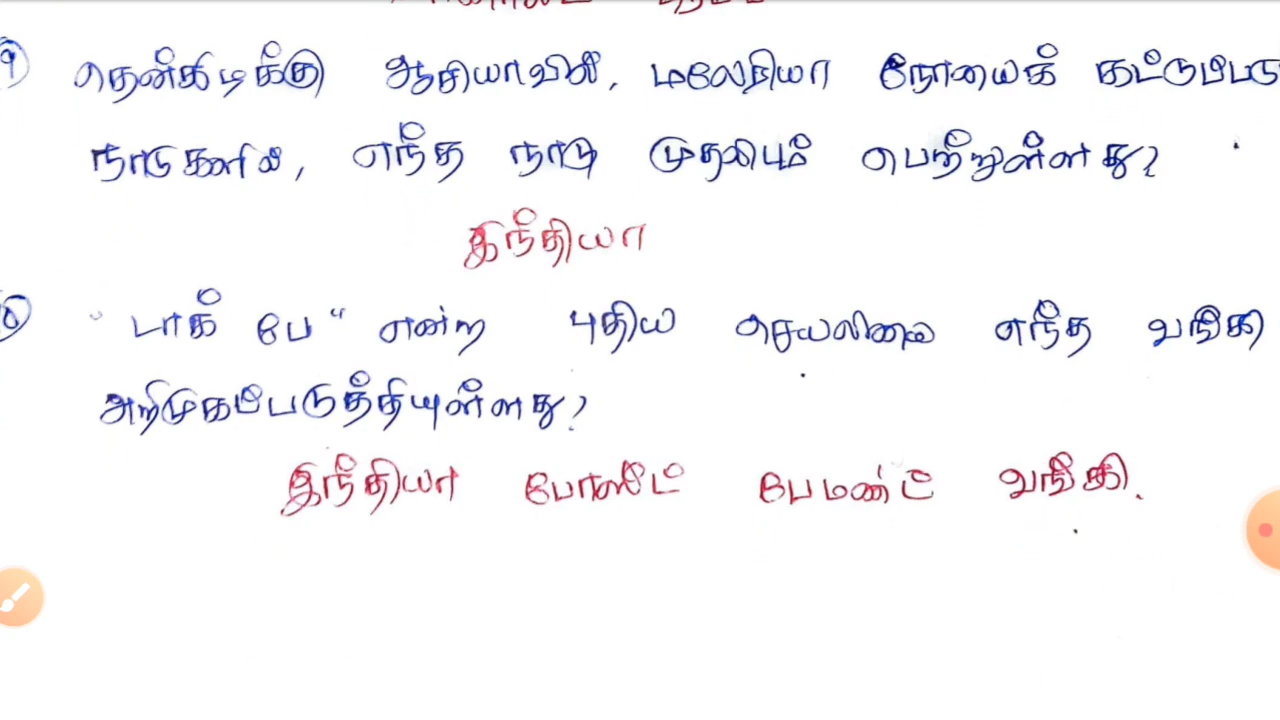 9 தென்கிழக்கு ஆசியாவில், மலேரியா நோயைக் கட்டுப்படு
நாடுகளில், எந்த நாடு முதலிடம் பெற்றுள்ளது?
இந்தியா
"டாக் பே" என்ற புதிய செயலியை எந்த வங்கி
அறிமுகப்படுத்தியுள்ளது?
இந்தியா போஸ்ட் பேமண்ட் வங்கி.